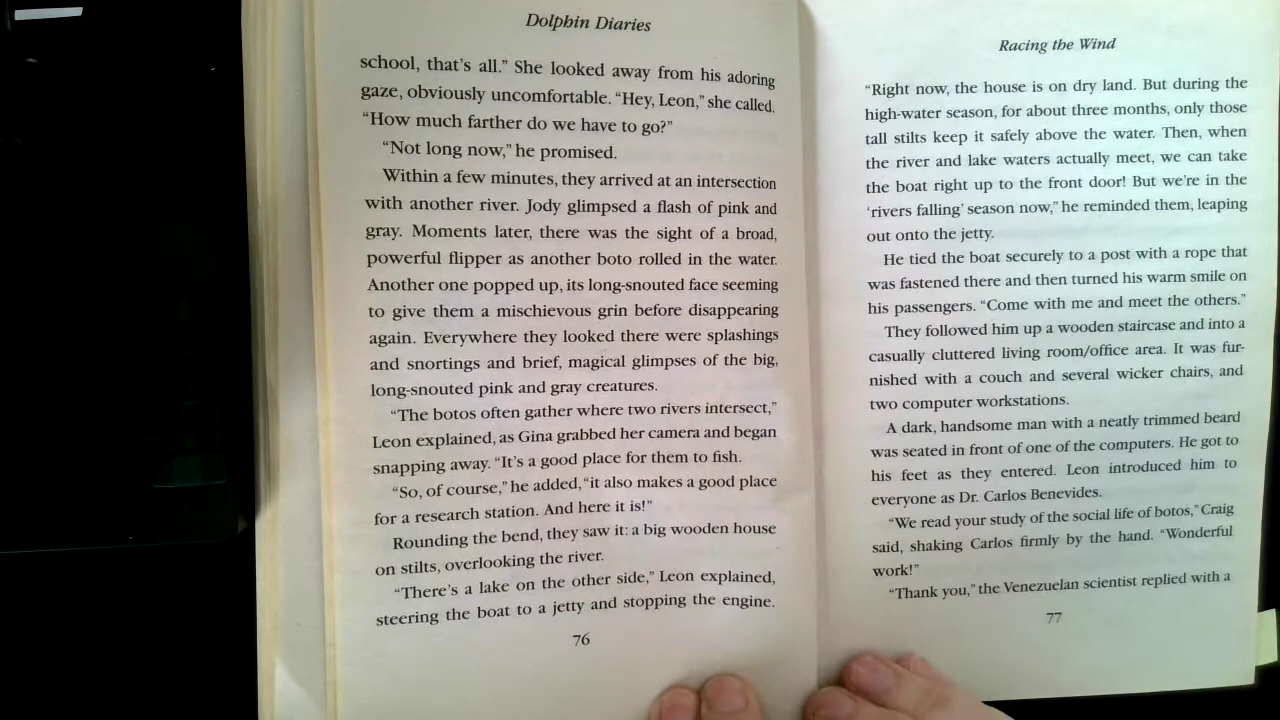 Dolphin Diaries
school, that's all.” She looked away from his adoring
gaze, obviously uncomfortable. “Hey, Leon,” she called.
“How much farther do we have to go?”
“Not long now,” he promised.
Within a few minutes, they arrived at an intersection
with another river. Jody glimpsed a flash of pink and
gray. Moments later, there was the sight of a broad,
powerful flipper as another boto rolled in the water.
Another one popped up, its long-snouted face seeming
to give them a mischievous grin before disappearing
again. Everywhere they looked there were splashings
and snortings and brief, magical glimpses of the big,
long-snouted pink and gray creatures.
“The botos often gather where two rivers intersect,”
Leon explained, as Gina grabbed her camera and began
snapping away. “It's a good place for them to fish.
“So, of course,” he added, “it also makes a good place
for a research station. And here it is!”
Rounding the bend, they saw it: a big wooden house
on stilts, overlooking the river.
“There's a lake on the other side,” Leon explained,
steering the boat to a jetty and stopping the engine.
76
Racing the Wind
“Right now, the house is on dry land. But during the
high-water season, for about three months, only those
tall stilts keep it safely above the water. Then, when
the river and lake waters actually meet, we can take
the boat right up to the front door! But we're in the
‘rivers falling’ season now,” he reminded them, leaping
out onto the jetty.
He tied the boat securely to a post with a rope that
was fastened there and then turned his warm smile on
his passengers. “Come with me and meet the others.”
They followed him up a wooden staircase and into a
casually cluttered living room/office area. It was fur-
nished with a couch and several wicker chairs, and
two computer workstations.
A dark, handsome man with a neatly trimmed beard
was seated in front of one of the computers. He got to
his feet as they entered. Leon introduced him to
everyone as Dr. Carlos Benevides.
“We read your study of the social life of botos,” Craig
said, shaking Carlos firmly by the hand. “Wonderful
work!”
“Thank you,” the Venezuelan scientist replied with a
77